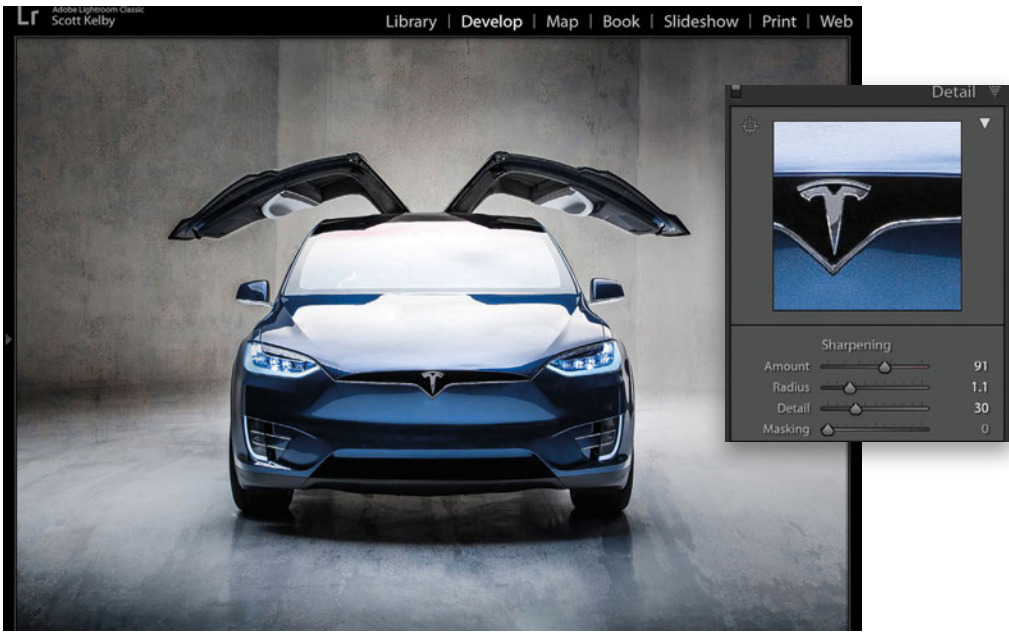 Lr
Adobe Lightroom Classic
Scott Kelby
Library | Develop | Map | Book | Slideshow | Print | Web
Detail
Sharpening
Amount 91
Radius 1.1
Detail 30
Masking 0